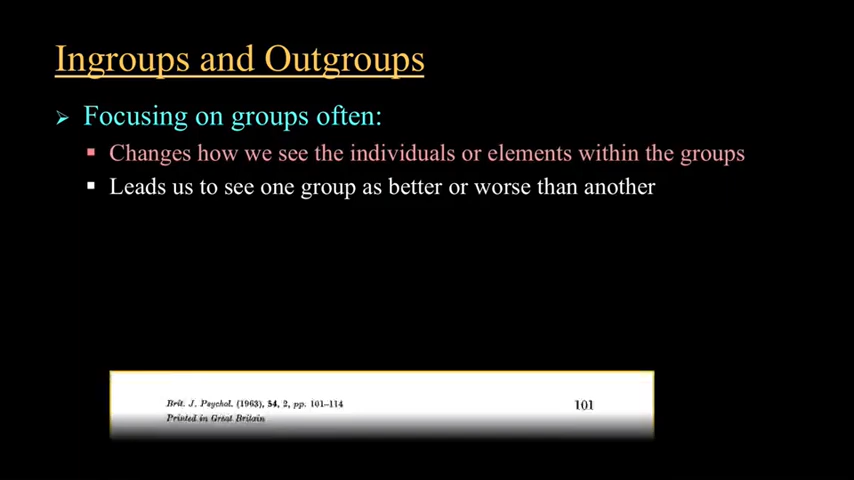 Ingroups and Outgroups
Focusing on groups often:
Changes how we see the individuals or elements within the groups
Leads us to see one group as better or worse than another
Brit. J. Psychol. (1963), 54, 2, pp. 101–114 101
Printed in Great Britain